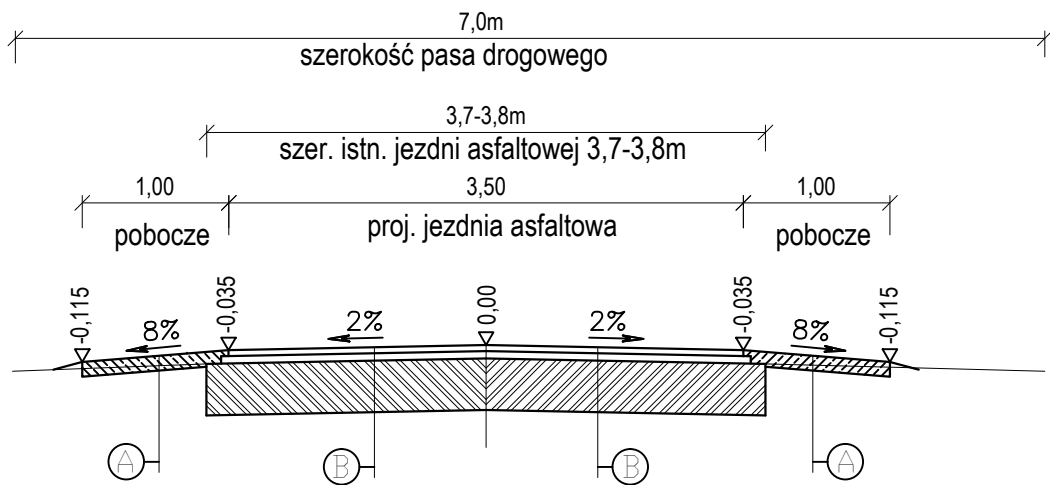 7,0m
szerokość pasa drogowego
3,7-3,8m
szer. istn. jezdni asfaltowej 3,7-3,8m
1,00
3,50
1,00
pobocze
proj. jezdnia asfaltowa
pobocze
-0,115
-0,035
0,00
-0,035
-0,115
8%
2%
2%
8%
A
B
B
A